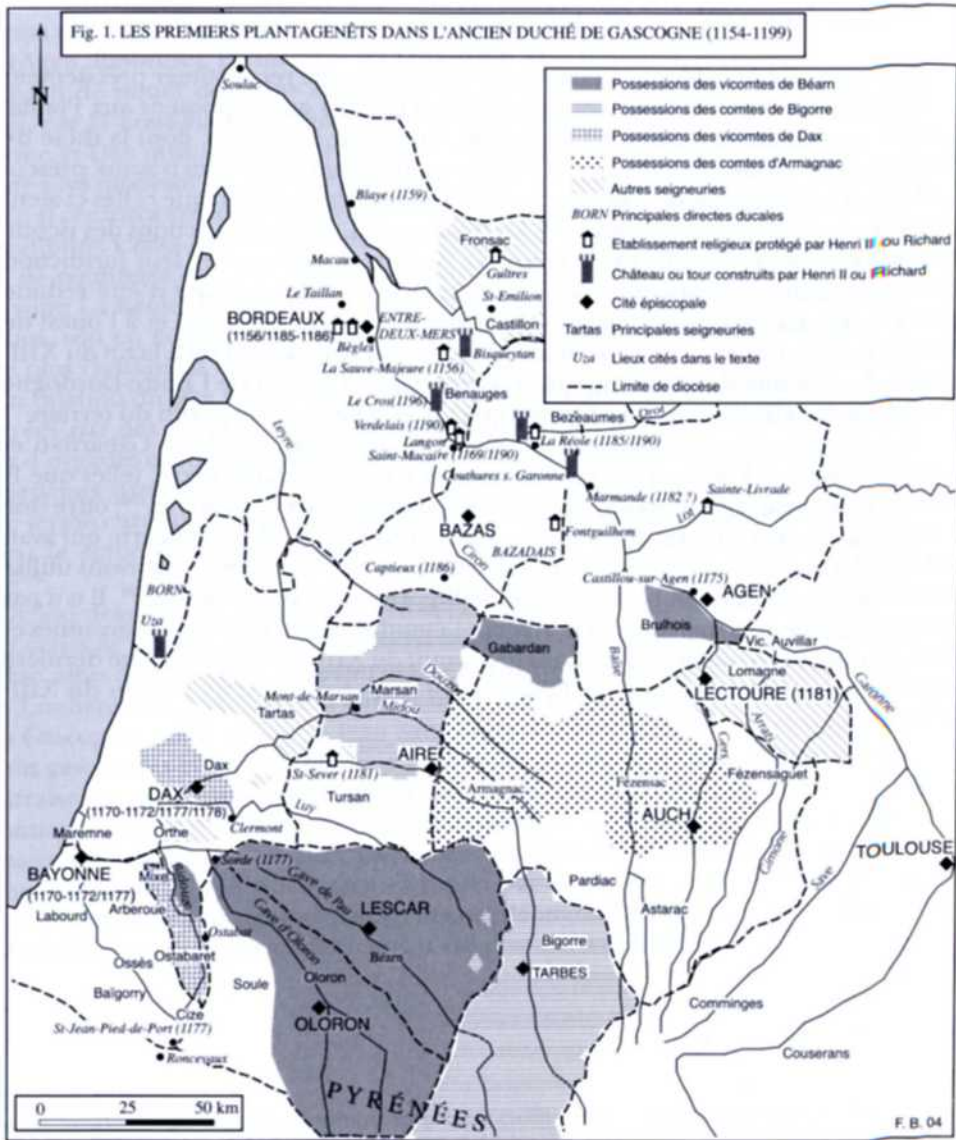 Fig. 1. LES PREMIERS PLANTAGENÊTS DANS L'ANCIEN DUCHÉ DE GASCOGNE (1154-1199)
N
Possessions des vicomtes de Béarn
Possessions des comtes de Bigorre
Possessions des vicomtes de Dax
Possessions des comtes d'Armagnac
Autres seigneuries
BORN Principales directes ducales
Etablissement religieux protégé par Henri II ou Richard
Château ou tour construits par Henri II ou Richard
Cité épiscopale
Tartas Principales seigneuries
Uza Lieux cités dans le texte
Limite de diocèse
Soulac
Blaye (1159)
Fronsac
Macau
Guîtres
Le Taillan
St-Emilion
BORDEAUX
(1156/1185-1186)
ENTRE-
DEUX-MERS
Castillon
Bègles
Bisqueytan
La Sauve-Majeure (1156)
Benauges
Le Cros(1196)
Bezeaumes
Drot
Verdelais (1190)
Langon
La Réole (1185/1190)
Saint-Macaire (1169/1190)
Couthures s. Garonne
Leyre
Marmande (1182 ?)
Sainte-Livrade
Lot
BAZAS
Fontguilhem
Ciron
BAZADAIS
Captieux (1186)
Castillou-sur-Agen (1175)
AGEN
BORN
Uza
Brulhois
Vic. Auvillar
Gabardan
Baïse
Lomagne
Garonne
LECTOURE (1181)
Marsan
Douze
Mont-de-Marsan
Midou
Tartas
Arrats
Gers
Dax
St-Sever (1181)
AIRE
Fézensac
Fézensaguet
Armagnac
DAX
Tursan
AUCH
(1170-1172/1177/1178)
Luy
Clermont
Gimone
Maremne
Orthe
TOULOUSE
Save
BAYONNE
Sorde (1177)
Mixe
Gave de Pau
Pardiac
(1170-1172/1177)
Arberoue
LESCAR
Labourd
Gave d'Oloron
Astarac
Ostabat
Béarn
Bigorre
Ostabaret
Ossès
Soule
Oloron
TARBES
Baïgorry
Cize
OLORON
Comminges
St-Jean-Pied-de-Port (1177)
Roncevaux
Couserans
PYRÉNÉES
0 25 50 km
F. B. 04